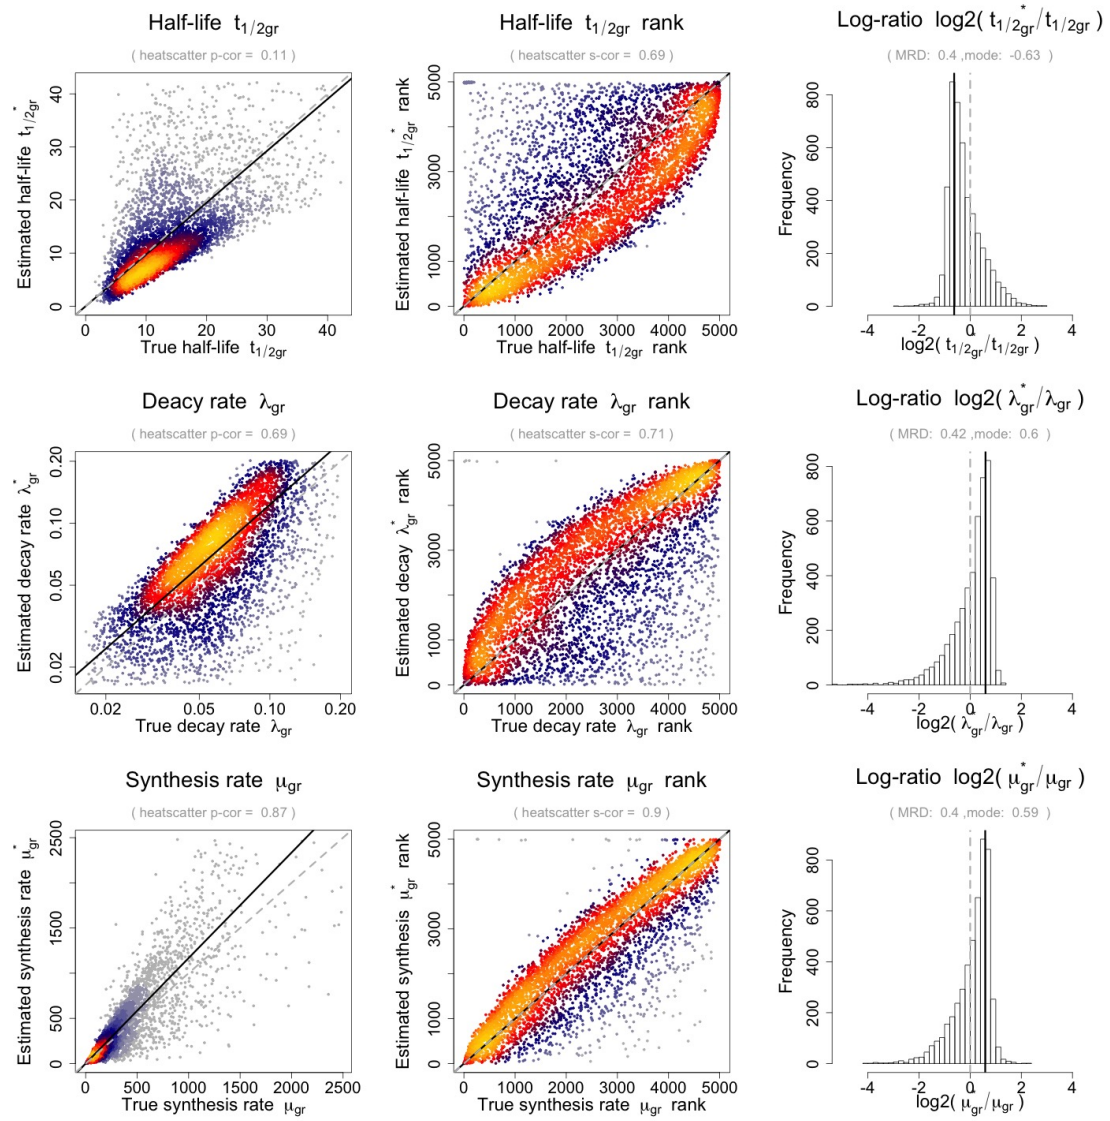 Half-life t1/2gr
( heatscatter p-cor = 0.11 )
Estimated half-life t*1/2gr
40
30
20
10
0
0 10 20 30 40
True half-life t1/2gr
Half-life t1/2gr rank
( heatscatter s-cor = 0.69 )
Estimated half-life t*1/2gr rank
5000
3000
1000
0
0 1000 2000 3000 4000 5000
True half-life t1/2gr rank
Log-ratio log2( t*1/2gr/t1/2gr )
( MRD: 0.4 ,mode: -0.63 )
Frequency
800
600
400
200
0
-4 -2 0 2 4
log2( t*1/2gr/t1/2gr )
Deacy rate λgr
( heatscatter p-cor = 0.69 )
Estimated decay rate λ*gr
0.20
0.10
0.05
0.02
0.02 0.05 0.10 0.20
True decay rate λgr
Decay rate λgr rank
( heatscatter s-cor = 0.71 )
Estimated decay λ*gr rank
5000
3000
1000
0
0 1000 2000 3000 4000 5000
True decay rate λgr rank
Log-ratio log2( λ*gr/λgr )
( MRD: 0.42 ,mode: 0.6 )
Frequency
800
600
400
200
0
-4 -2 0 2 4
log2( λgr/λgr )
Synthesis rate μgr
( heatscatter p-cor = 0.87 )
Estimated synthesis rate μ*gr
2500
1500
500
0
0 500 1000 1500 2000 2500
True synthesis rate μgr
Synthesis rate μgr rank
( heatscatter s-cor = 0.9 )
Estimated synthesis μ*gr rank
5000
3000
1000
0
0 1000 2000 3000 4000 5000
True synthesis rate μgr rank
Log-ratio log2( μ*gr/μgr )
( MRD: 0.4 ,mode: 0.59 )
Frequency
800
600
400
200
0
-4 -2 0 2 4
log2( μgr/μgr )